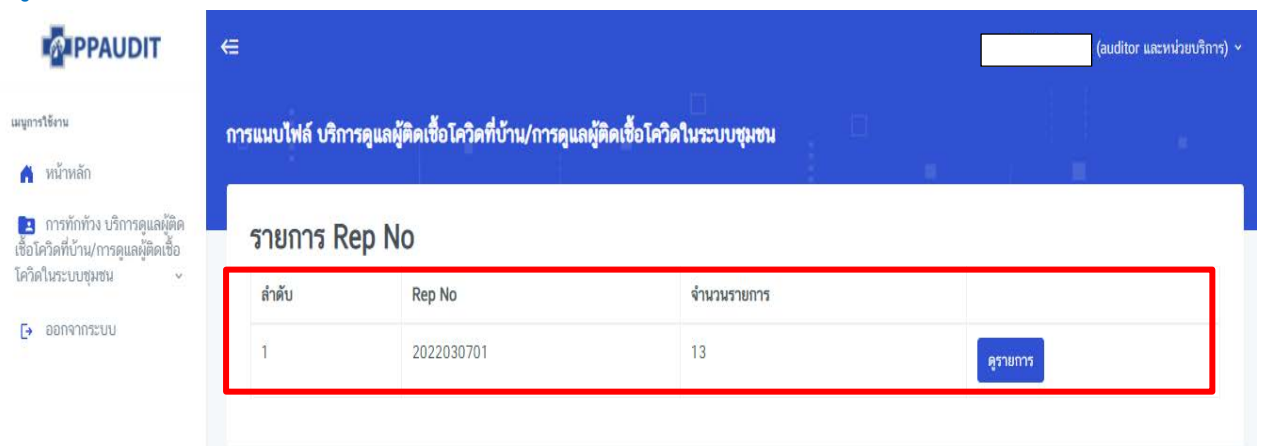 PPAUDIT
(auditor และหน่วยบริการ)
เมนูการใช้งาน
หน้าหลัก
การทักท้วง บริการดูแลผู้ติด
เชื้อโควิดที่บ้าน/การดูแลผู้ติดเชื้อ
โควิดในระบบชุมชน
ออกจากระบบ
การแนบไฟล์ บริการดูแลผู้ติดเชื้อโควิดที่บ้าน/การดูแลผู้ติดเชื้อโควิดในระบบชุมชน
รายการ Rep No
ลำดับ Rep No จำนวนรายการ
1 2022030701 13 ดูรายการ